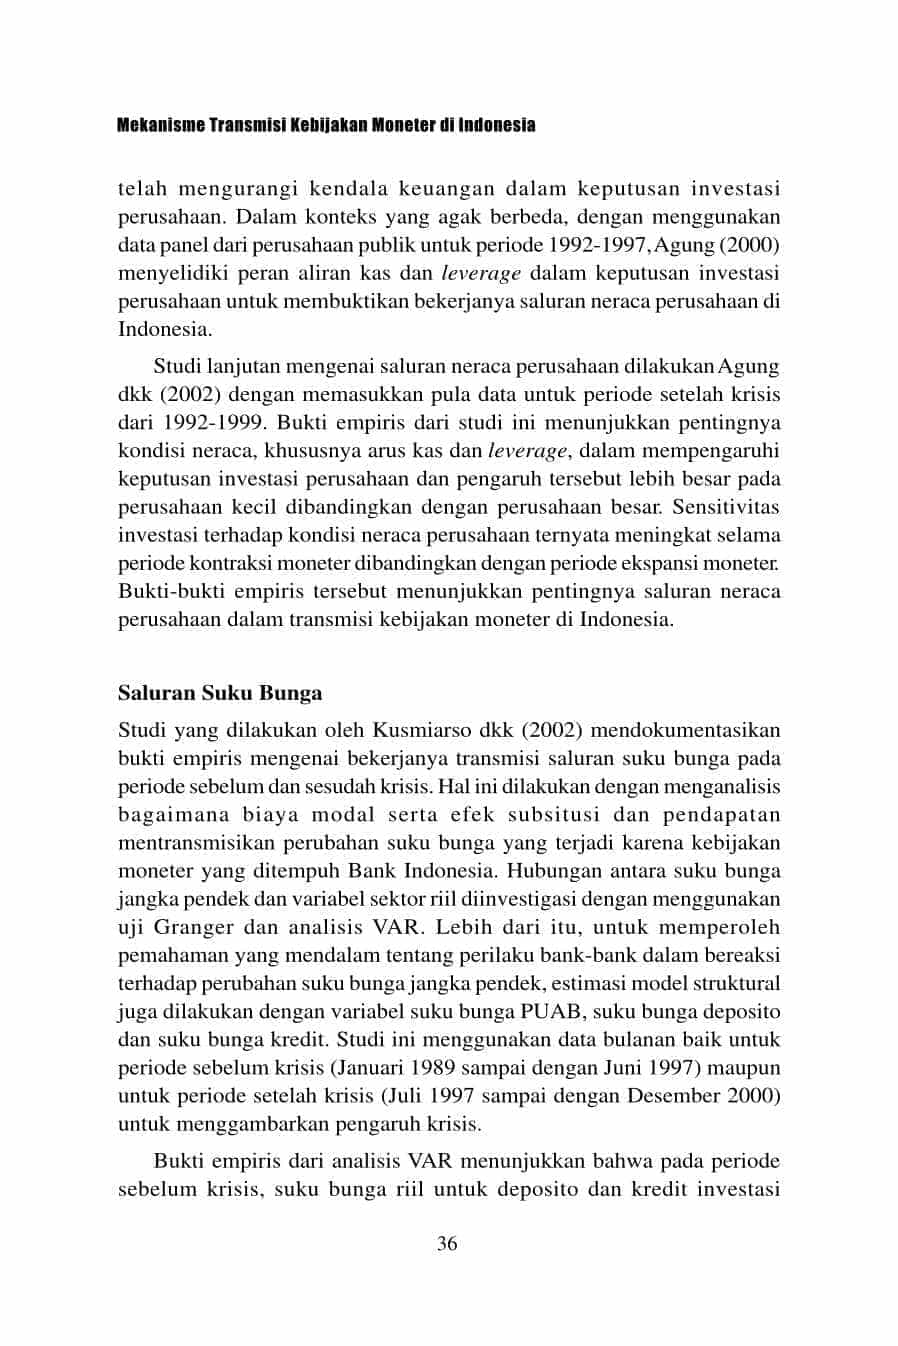 Mekanisme Transmisi Kebijakan Moneter di Indonesia
telah mengurangi kendala keuangan dalam keputusan investasi
perusahaan. Dalam konteks yang agak berbeda, dengan menggunakan
data panel dari perusahaan publik untuk periode 1992-1997, Agung (2000)
menyelidiki peran aliran kas dan leverage dalam keputusan investasi
perusahaan untuk membuktikan bekerjanya saluran neraca perusahaan di
Indonesia.
Studi lanjutan mengenai saluran neraca perusahaan dilakukan Agung
dkk (2002) dengan memasukkan pula data untuk periode setelah krisis
dari 1992-1999. Bukti empiris dari studi ini menunjukkan pentingnya
kondisi neraca, khususnya arus kas dan leverage, dalam mempengaruhi
keputusan investasi perusahaan dan pengaruh tersebut lebih besar pada
perusahaan kecil dibandingkan dengan perusahaan besar. Sensitivitas
investasi terhadap kondisi neraca perusahaan ternyata meningkat selama
periode kontraksi moneter dibandingkan dengan periode ekspansi moneter.
Bukti-bukti empiris tersebut menunjukkan pentingnya saluran neraca
perusahaan dalam transmisi kebijakan moneter di Indonesia.
Saluran Suku Bunga
Studi yang dilakukan oleh Kusmiarso dkk (2002) mendokumentasikan
bukti empiris mengenai bekerjanya transmisi saluran suku bunga pada
periode sebelum dan sesudah krisis. Hal ini dilakukan dengan menganalisis
bagaimana biaya modal serta efek subsitusi dan pendapatan
mentransmisikan perubahan suku bunga yang terjadi karena kebijakan
moneter yang ditempuh Bank Indonesia. Hubungan antara suku bunga
jangka pendek dan variabel sektor riil diinvestigasi dengan menggunakan
uji Granger dan analisis VAR. Lebih dari itu, untuk memperoleh
pemahaman yang mendalam tentang perilaku bank-bank dalam bereaksi
terhadap perubahan suku bunga jangka pendek, estimasi model struktural
juga dilakukan dengan variabel suku bunga PUAB, suku bunga deposito
dan suku bunga kredit. Studi ini menggunakan data bulanan baik untuk
periode sebelum krisis (Januari 1989 sampai dengan Juni 1997) maupun
untuk periode setelah krisis (Juli 1997 sampai dengan Desember 2000)
untuk menggambarkan pengaruh krisis.
Bukti empiris dari analisis VAR menunjukkan bahwa pada periode
sebelum krisis, suku bunga riil untuk deposito dan kredit investasi
36